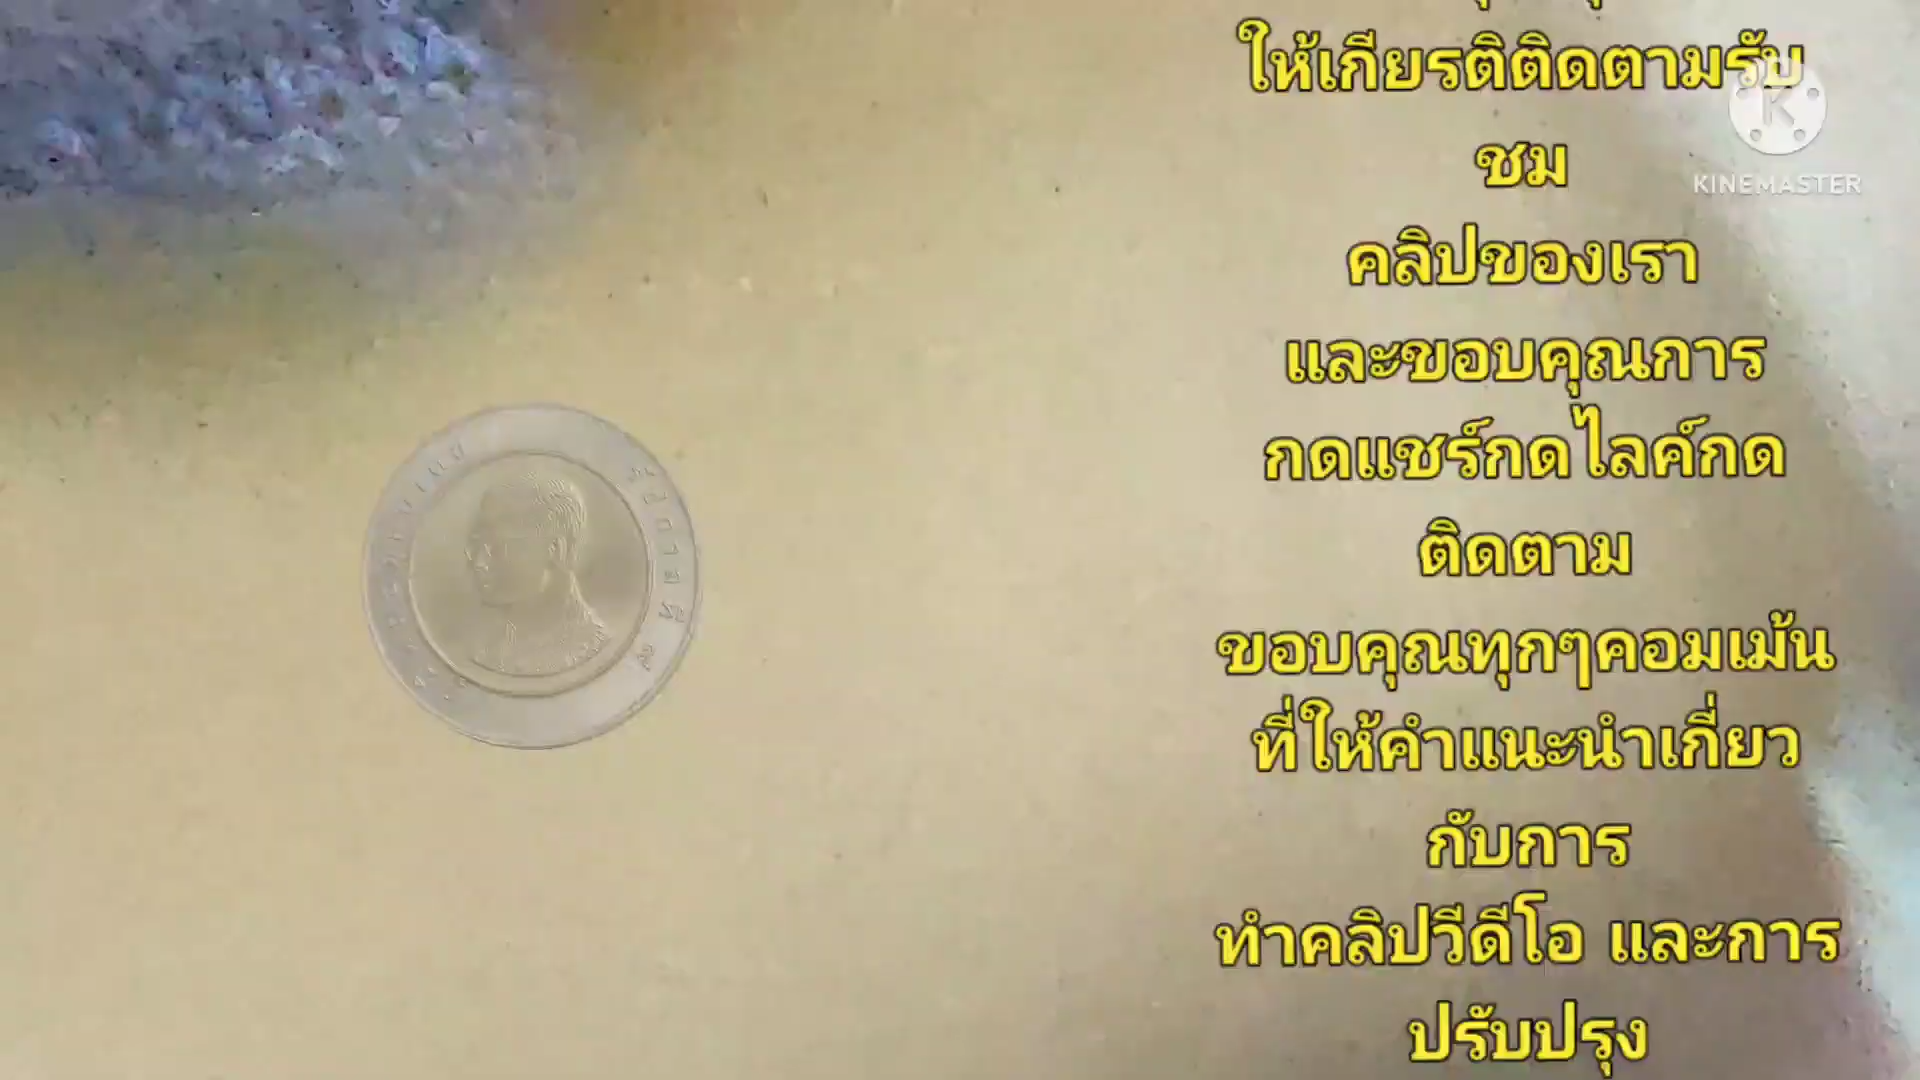 ให้เกียรติติดตามรับ
ชม
คลิปของเรา
และขอบคุณการ
กดแชร์กดไลค์กด
ติดตาม
ขอบคุณทุกๆคอมเม้น
ที่ให้คำแนะนำเกี่ยว
กับการ
ทำคลิปวีดีโอ และการ
ปรับปรุง
KINEMASTER